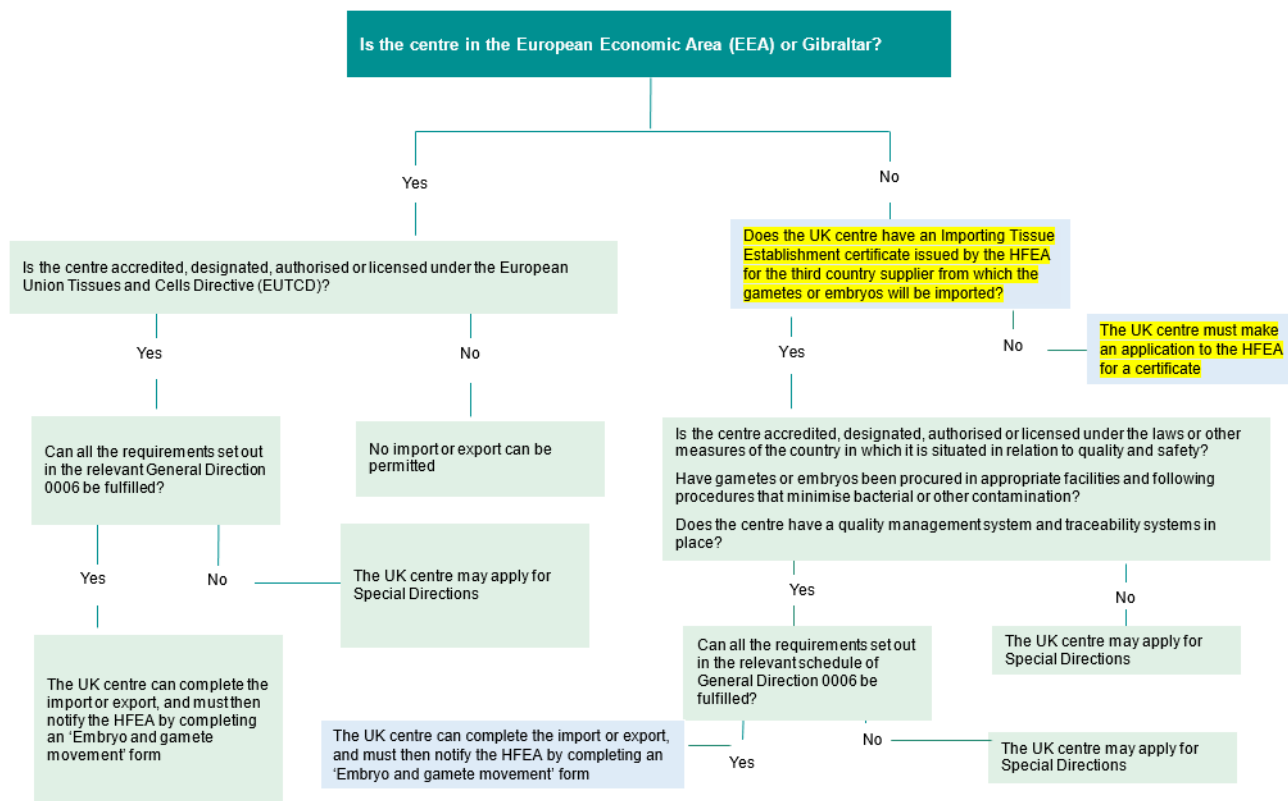 Is the centre in the European Economic Area (EEA) or Gibraltar?
Yes
No
Is the centre accredited, designated, authorised or licensed under the European
Union Tissues and Cells Directive (EUTCD)?
Does the UK centre have an Importing Tissue
Establishment certificate issued by the HFEA
for the third country supplier from which the
gametes or embryos will be imported?
Yes
No
Yes
No
The UK centre must make
an application to the HFEA
for a certificate
Can all the requirements set out
in the relevant General Direction
0006 be fulfilled?
No import or export can be
permitted
Is the centre accredited, designated, authorised or licensed under the laws or other
measures of the country in which it is situated in relation to quality and safety?
Have gametes or embryos been procured in appropriate facilities and following
procedures that minimise bacterial or other contamination?
Does the centre have a quality management system and traceability systems in
place?
Yes
No
The UK centre may apply for
Special Directions
Yes
No
The UK centre can complete the
import or export, and must then
notify the HFEA by completing
an ‘Embryo and gamete
movement’ form
Can all the requirements set out
in the relevant schedule of
General Direction 0006 be
fulfilled?
The UK centre may apply for
Special Directions
The UK centre can complete the import or export,
and must then notify the HFEA by completing an
‘Embryo and gamete movement’ form
Yes
No
The UK centre may apply for
Special Directions